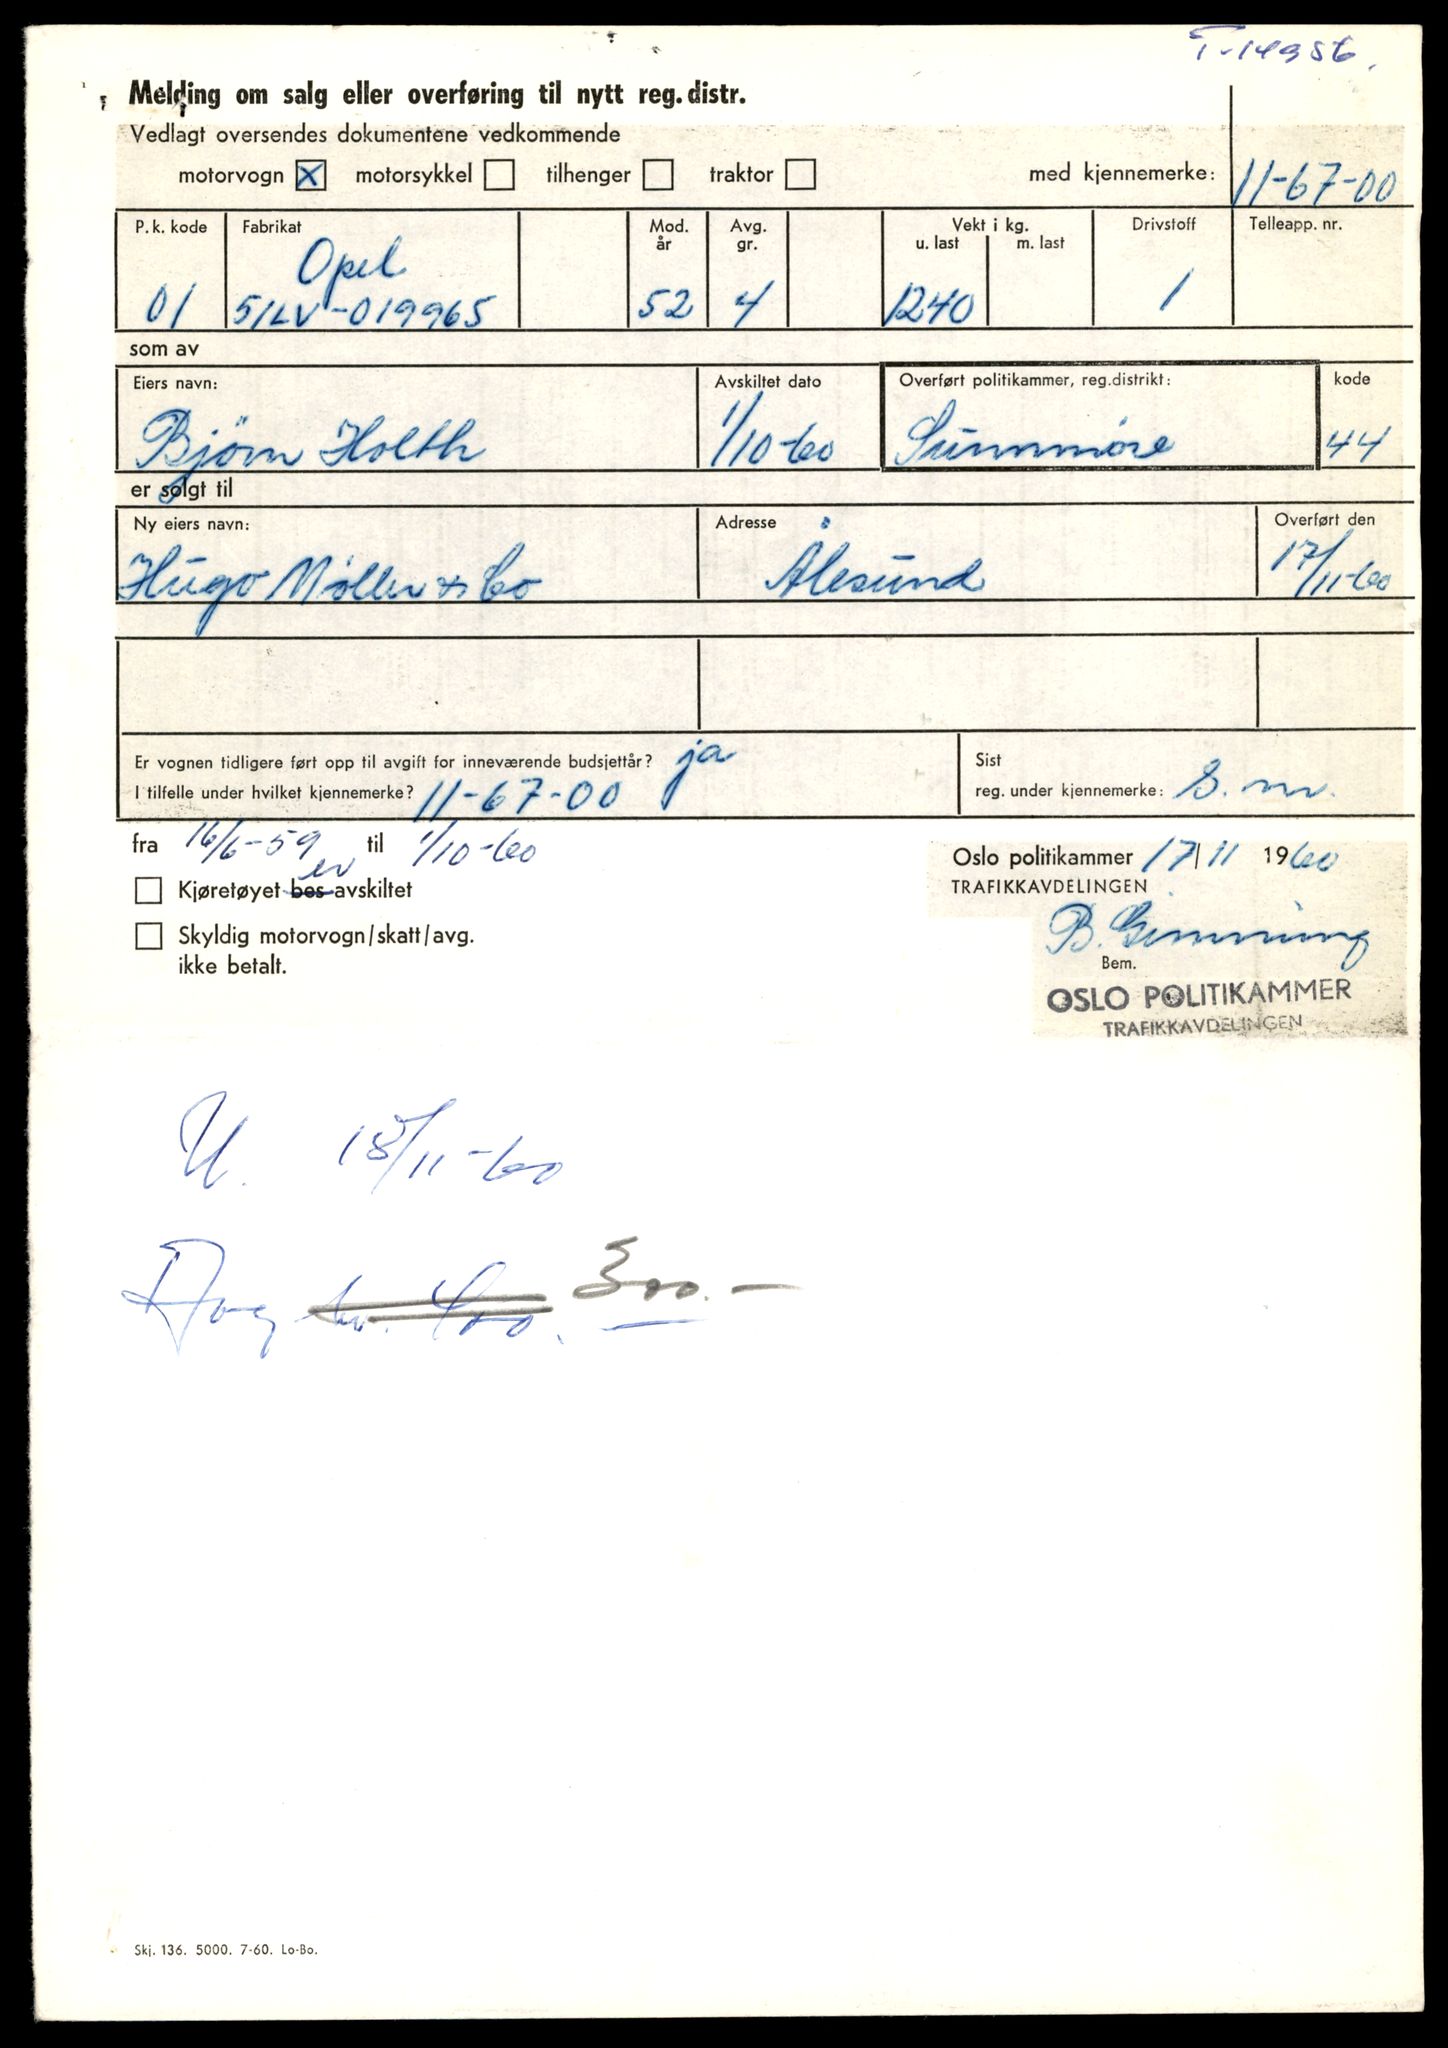 T-14956.
Melding om salg eller overføring til nytt reg. distr.
Vedlagt oversendes dokumentene vedkommende
motorvogn X motorsykkel tilhenger traktor med kjennemerke: 11-67-00
P. k. kode Fabrikat Mod. år Avg. gr. Vekt i kg. u. last m. last Drivstoff Telleapp. nr.
Opel
01 51LV-019965 52 4 1240 1
som av
Eiers navn: Avskiltet dato Overført politikammer, reg.distrikt: kode
Bjørn Holth 1/10-60 Sunnmøre 44
er solgt til
Ny eiers navn: Adresse Overført den
Hugo Møller & Co Ålesund 17/11-60
Er vognen tidligere ført opp til avgift for inneværende budsjettår? ja
I tilfelle under hvilket kjennemerke? 11-67-00
Sist
reg. under kjennemerke: S. nr.
fra 16/6-59 til 1/10-60
er
Kjøretøyet bes avskiltet
Skyldig motorvogn/skatt/avg.
ikke betalt.
Oslo politikammer 17/11 1960
TRAFIKKAVDELINGEN
B. Gimming
Bem.
OSLO POLITIKAMMER
TRAFIKKAVDELINGEN
U. 18/11-60
300.-
Skj. 136. 5000. 7-60. Lo-Bo.